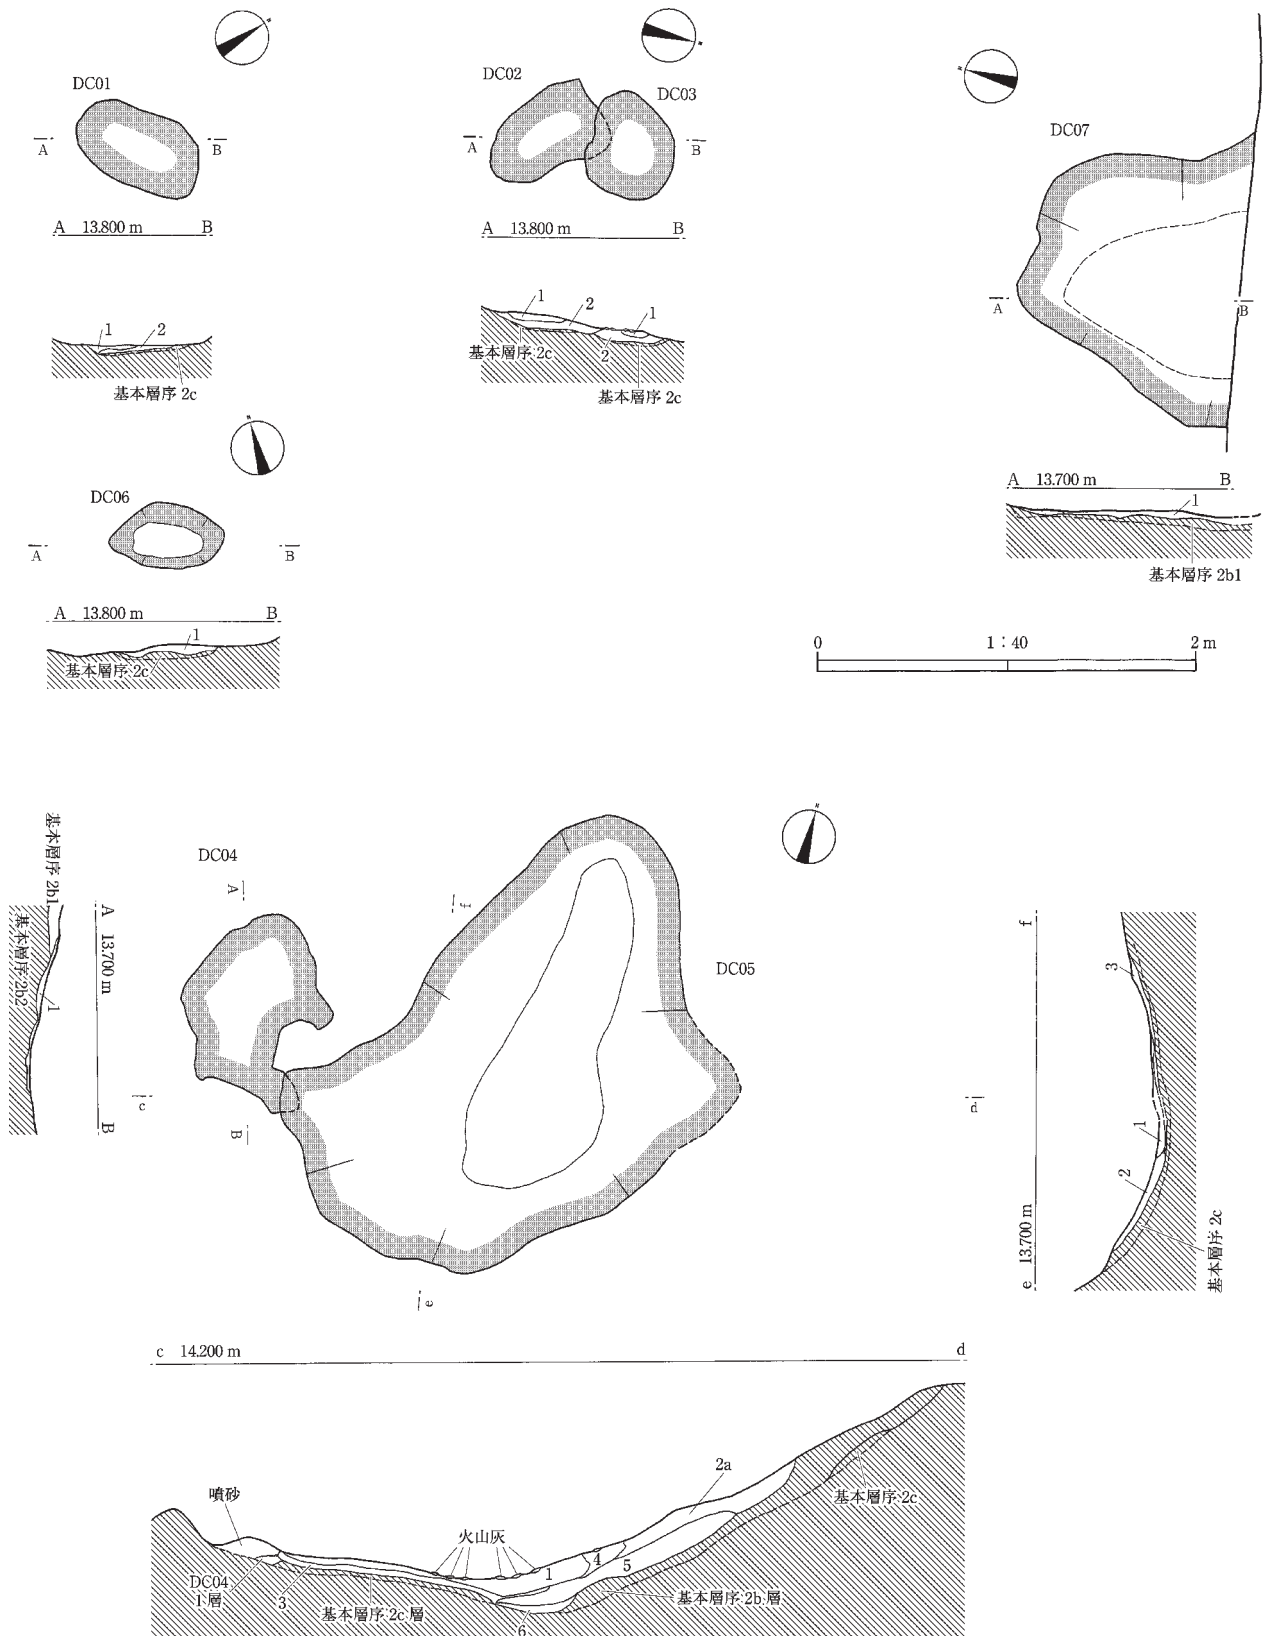 DC01
A
B
A 13.800 m B
1
2
基本層序 2c
DC02
DC03
A
B
A 13.800 m B
1
2
1
基本層序 2c
2
基本層序 2c
DC07
A
B
A 13.700 m B
1
基本層序 2b1
DC06
A
B
A 13.800 m B
1
基本層序 2c
0 1：40 2 m
DC04
A
B
c
基本層序 2b1
基本層序 2b2
1
A 13.700 m B
DC05
f
d
e
f
e 13.700 m
3
1
2
基本層序 2c
c 14.200 m d
噴砂
火山灰
2a
基本層序 2c
1
4
5
DC04
1層
3
基本層序 2c 層
基本層序 2b 層
6